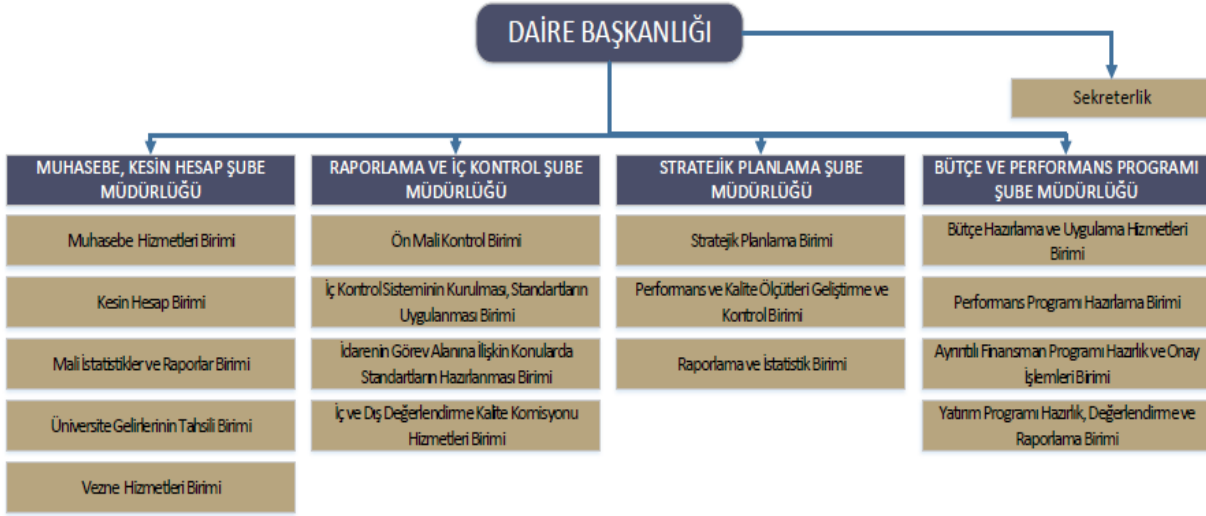 DAİRE BAŞKANLIĞI
Sekreterlik
MUHASEBE, KESİN HESAP ŞUBE
MÜDÜRLÜĞÜ
Muhasebe Hizmetleri Birimi
Kesin Hesap Birimi
Mali İstatistikler ve Raporlar Birimi
Üniversite Gelirlerinin Tahsili Birimi
Vezne Hizmetleri Birimi
RAPORLAMA VE İÇ KONTROL ŞUBE
MÜDÜRLÜĞÜ
Ön Mali Kontrol Birimi
İç Kontrol Sisteminin Kurulması, Standartların
Uygulanması Birimi
İdarenin Görev Alanına İlişkin Konularda
Standartların Hazırlanması Birimi
İç ve Dış Değerlendirme Kalite Komisyonu
Hizmetleri Birimi
STRATEJİK PLANLAMA ŞUBE
MÜDÜRLÜĞÜ
Stratejik Planlama Birimi
Performans ve Kalite Ölçütleri Geliştirme ve
Kontrol Birimi
Raporlama ve İstatistik Birimi
BÜTÇE VE PERFORMANS PROGRAMI
ŞUBE MÜDÜRLÜĞÜ
Bütçe Hazırlama ve Uygulama Hizmetleri
Birimi
Performans Programı Hazırlama Birimi
Ayrıntılı Finansman Programı Hazırlık ve Onay
İşlemleri Birimi
Yatırım Programı Hazırlık, Değerlendirme ve
Raporlama Birimi